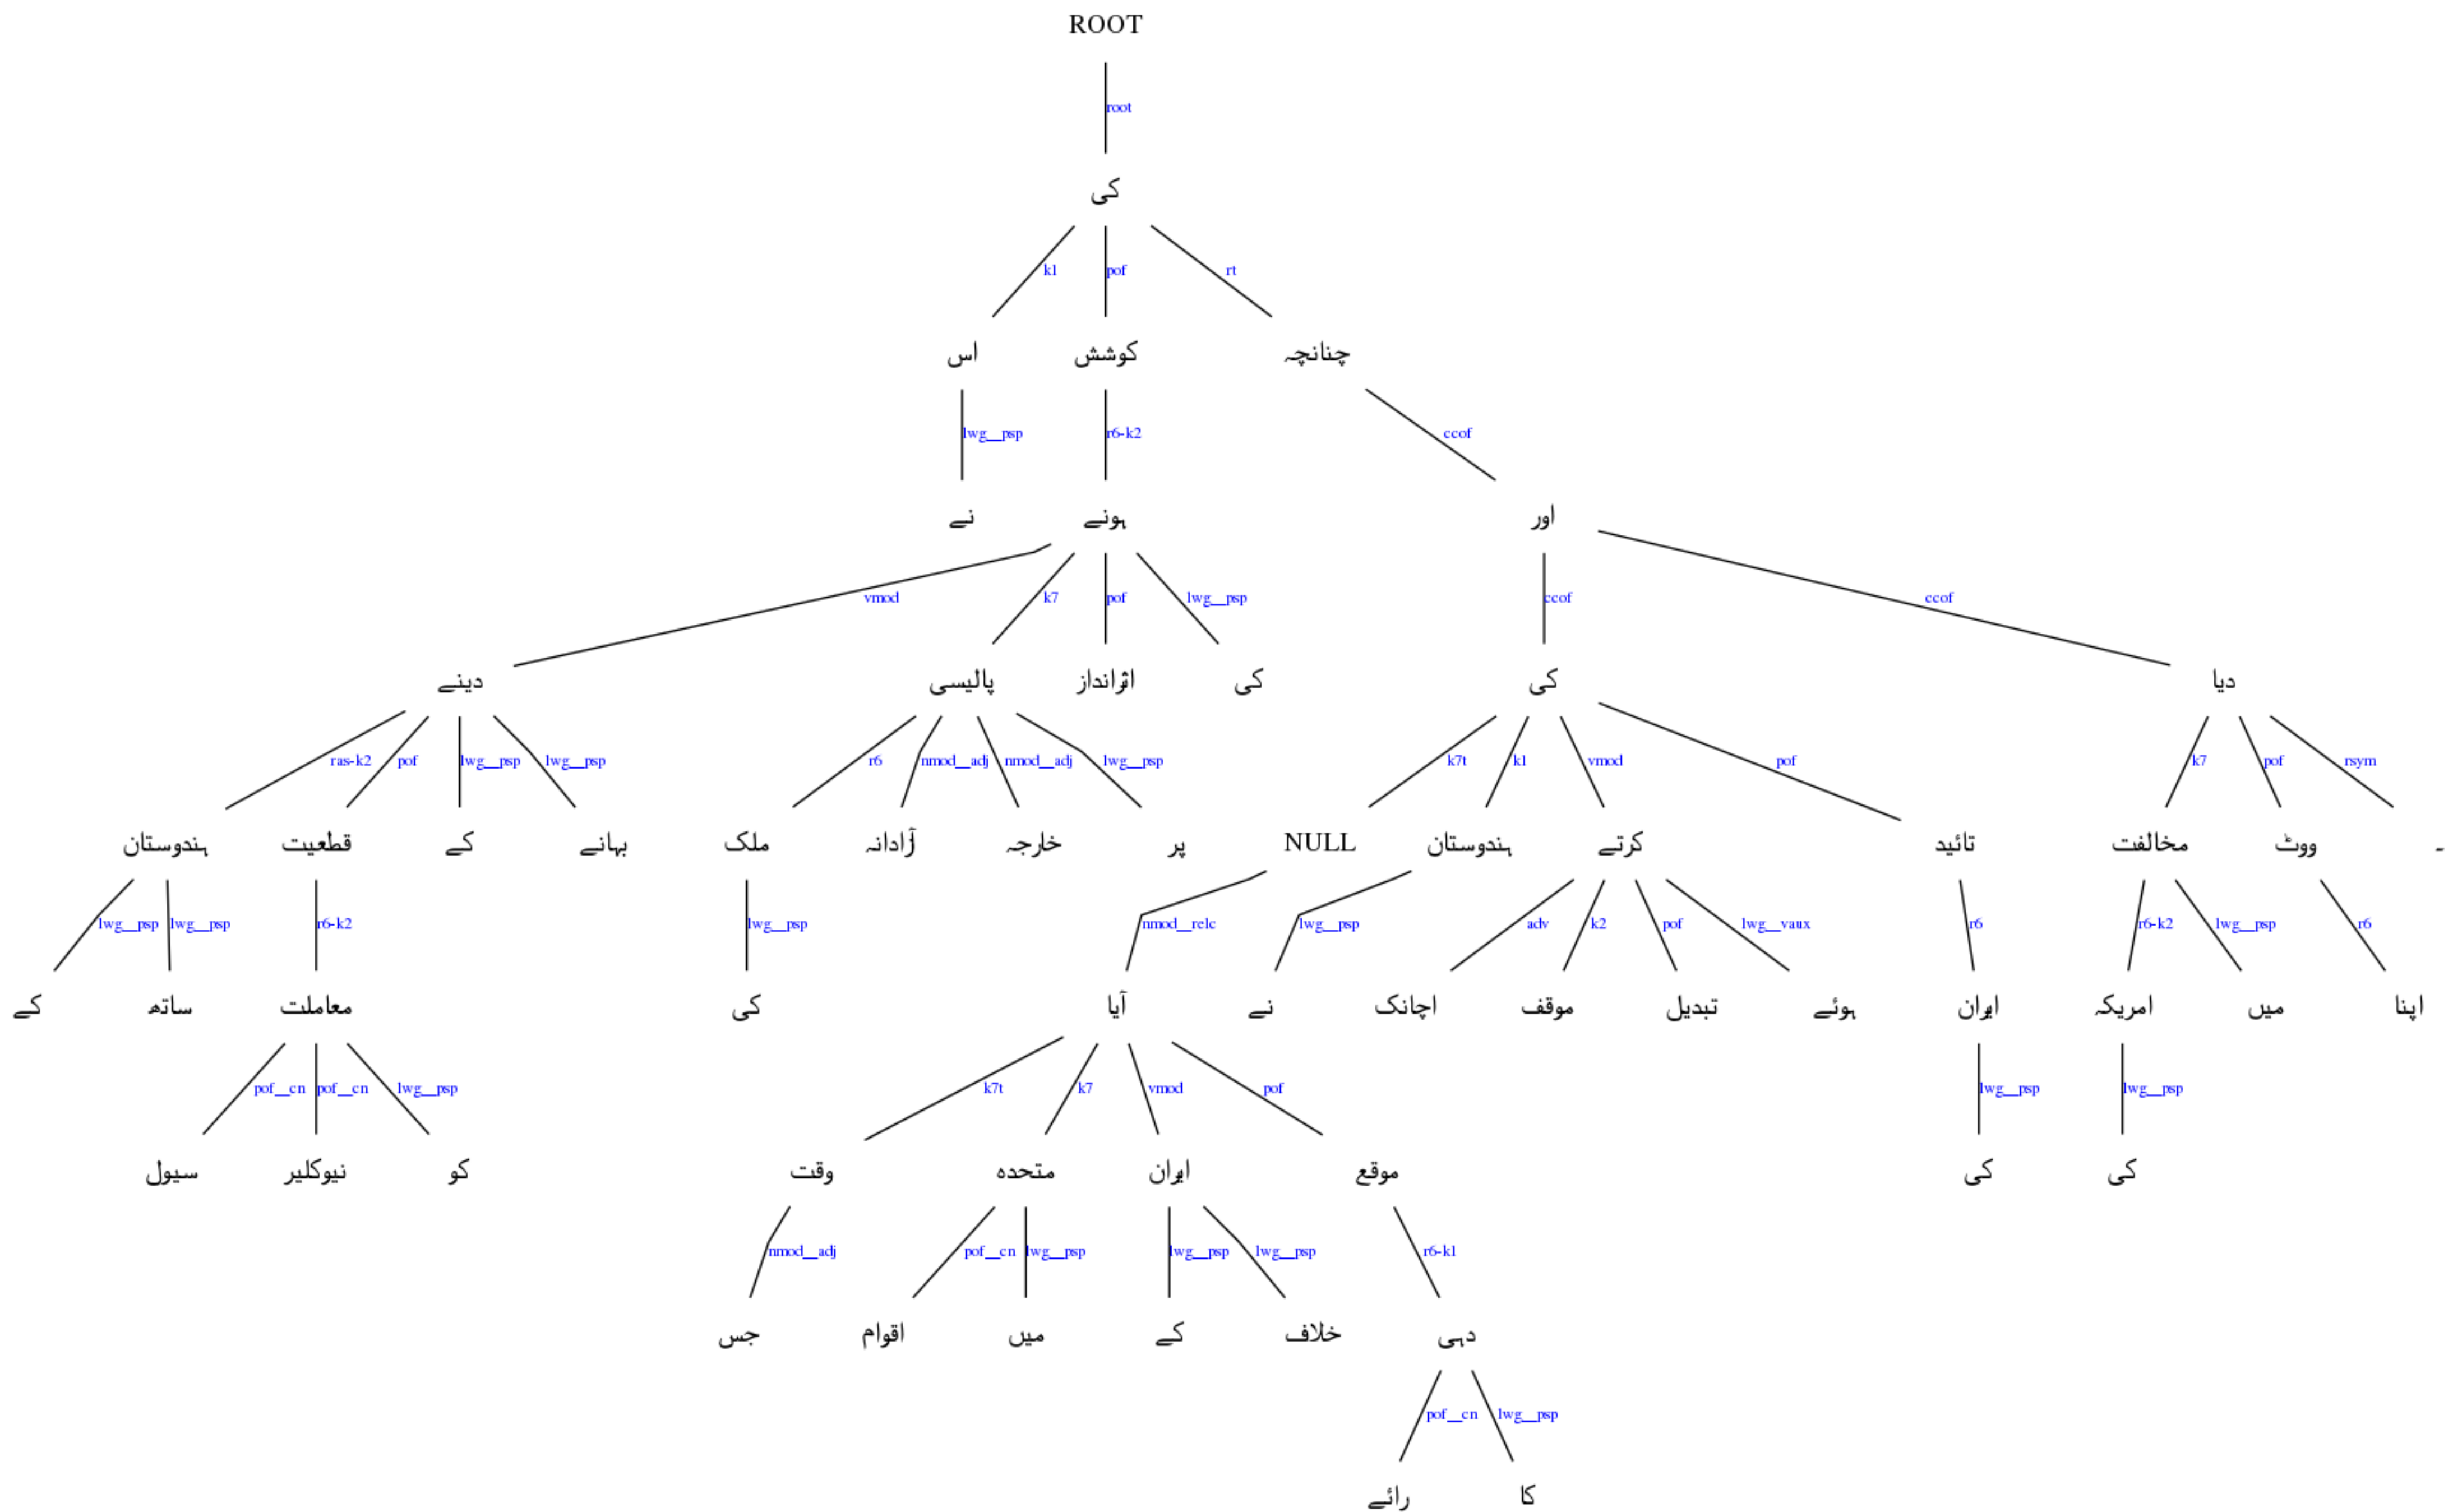 ROOT
root
کی
k1 pof rt
اس کوشش چنانچہ
lwg__psp r6-k2 ccof
نے ہونے اور
vmod k7 pof lwg__psp ccof ccof
دینے پالیسی اثرانداز کی کی دیا
ras-k2 pof lwg__psp lwg__psp r6 nmod__adj nmod__adj lwg__psp k7t k1 vmod pof k7 pof rsym
ہندوستان قطعیت کے بہانے ملک آزادانہ خارجہ پر NULL ہندوستان کرتے تائید مخالفت ووٹ ۔
lwg__psp lwg__psp r6-k2 lwg__psp nmod__relc lwg__psp adv k2 pof lwg__vaux r6 r6-k2 lwg__psp r6
کے ساتھ معاملت کی آیا نے اچانک موقف تبدیل ہوئے ایران امریکہ میں اپنا
pof__cn pof__cn lwg__psp k7t k7 vmod pof lwg__psp lwg__psp
سیول نیوکلیر کو وقت متحدہ ایران موقع کی کی
nmod__adj pof__cn lwg__psp lwg__psp lwg__psp r6-k1
جس اقوام میں کے خلاف دہی
pof__cn lwg__psp
رائے کا